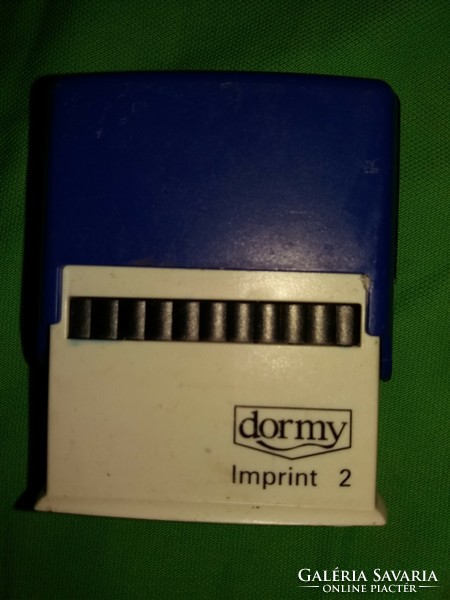 dormy
Imprint 2
GALÉRIA SAVARIA
ONLINE PIACTÉR